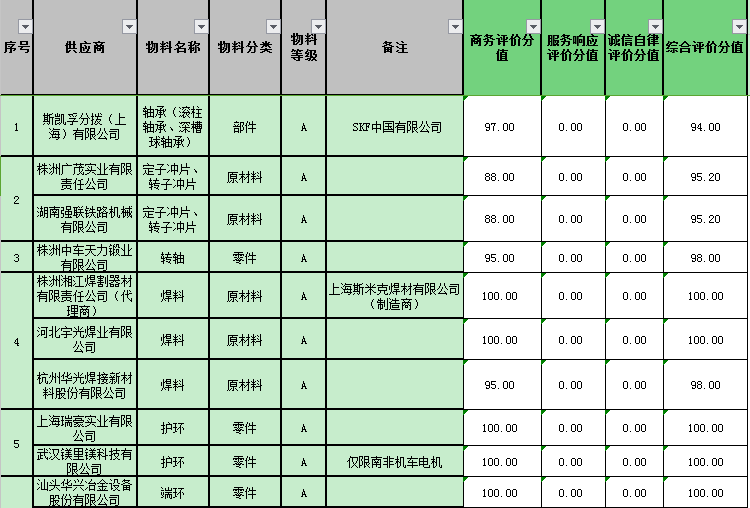 序号 供应商 物料名称 物料分类 物料等级 备注 商务评价分值 服务响应评价分值 诚信自律评价分值 综合评价分值
1 斯凯孚分拨（上海）有限公司 轴承（滚柱轴承、深槽球轴承） 部件 A SKF中国有限公司 97.00 0.00 0.00 94.00
2 株洲广茂实业有限责任公司 定子冲片、转子冲片 原材料 A 88.00 0.00 0.00 95.20
湖南强联铁路机械有限公司 定子冲片、转子冲片 原材料 A 88.00 0.00 0.00 95.20
3 株洲中车天力锻业有限公司 转轴 零件 A 95.00 0.00 0.00 98.00
4 株洲湘江焊割器材有限责任公司（代理商） 焊料 原材料 A 上海斯米克焊材有限公司（制造商） 100.00 0.00 0.00 100.00
河北宇光焊业有限公司 焊料 原材料 A 100.00 0.00 0.00 100.00
杭州华光焊接新材料股份有限公司 焊料 原材料 A 95.00 0.00 0.00 98.00
5 上海瑞豪实业有限公司 护环 零件 A 100.00 0.00 0.00 100.00
武汉镁里镁科技有限公司 护环 零件 A 仅限南非机车电机 100.00 0.00 0.00 100.00
汕头华兴冶金设备股份有限公司 端环 零件 A 100.00 0.00 0.00 100.00